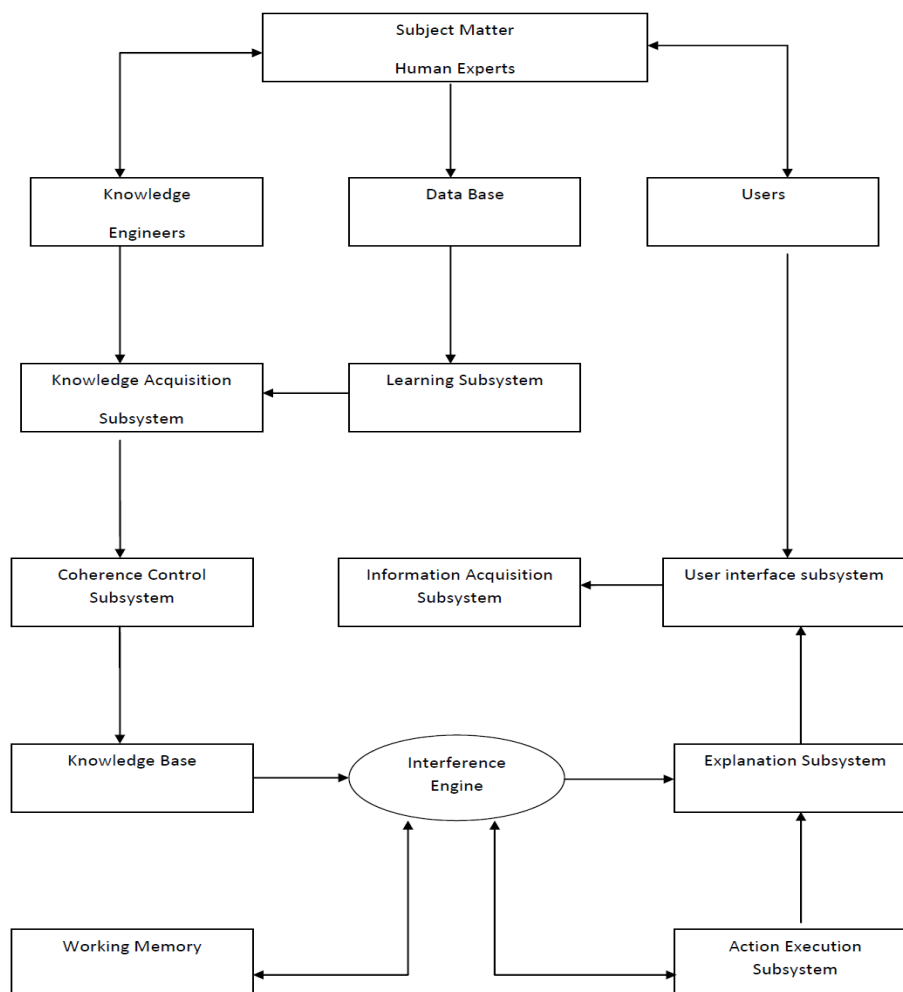 Subject Matter
Human Experts
Knowledge
Engineers
Data Base
Users
Knowledge Acquisition
Subsystem
Learning Subsystem
Coherence Control
Subsystem
Information Acquisition
Subsystem
User interface subsystem
Knowledge Base
Interference
Engine
Explanation Subsystem
Working Memory
Action Execution
Subsystem